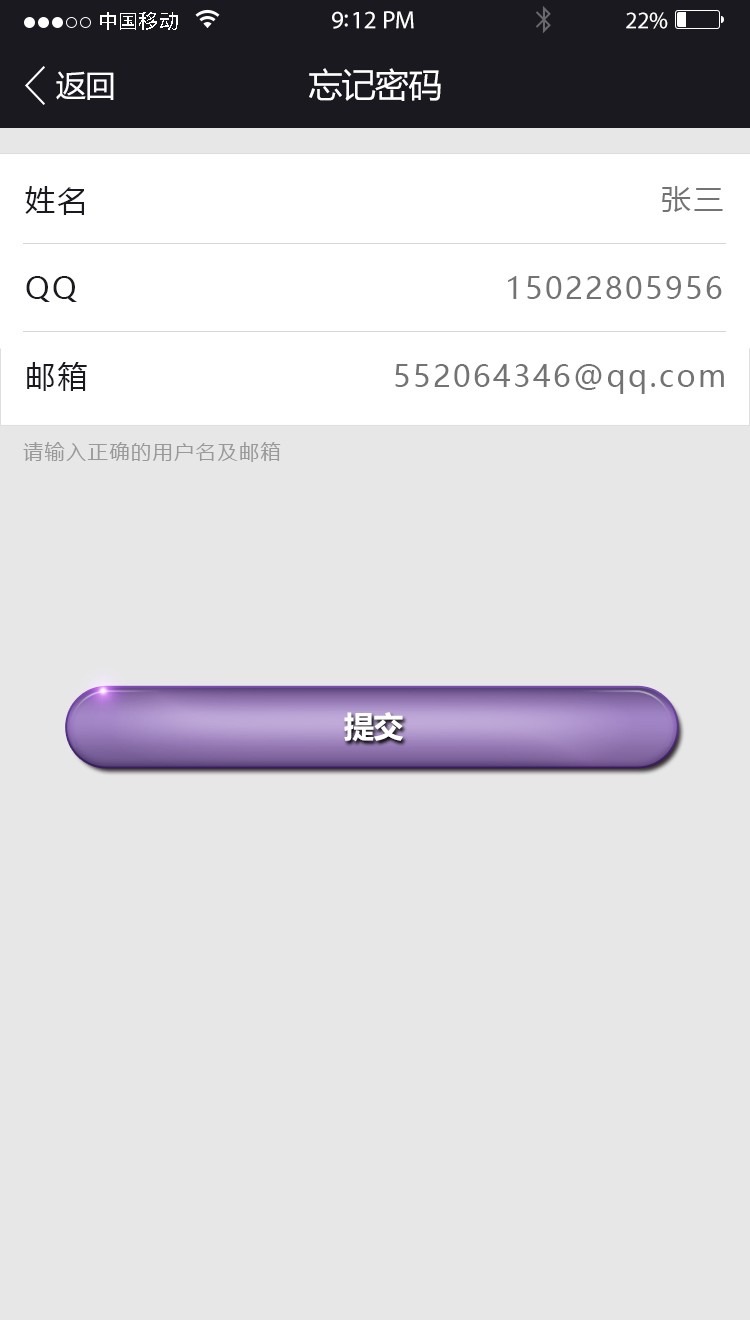 中国移动 9:12 PM 22%
返回 忘记密码
姓名 张三
QQ 15022805956
邮箱 552064346@qq.com
请输入正确的用户名及邮箱
提交